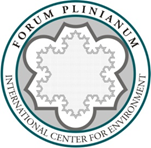 FORUM PLINIANUM
INTERNATIONAL CENTER FOR ENVIRONMENT